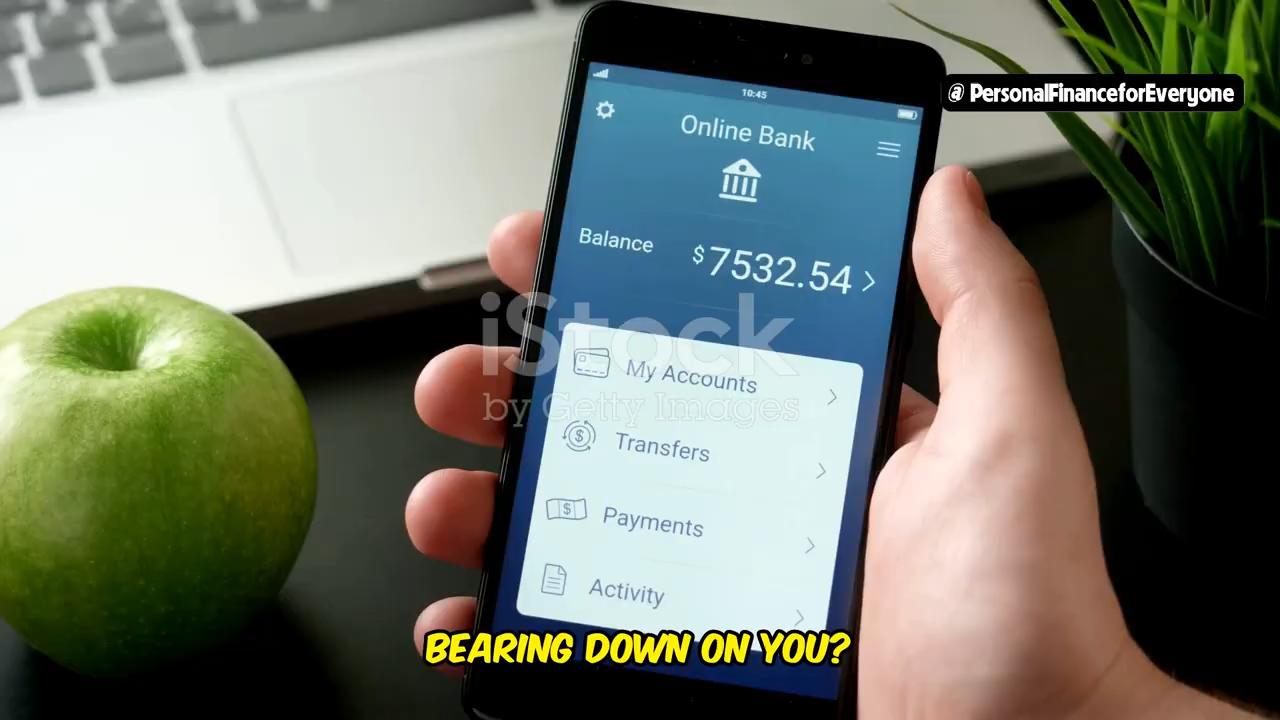 10:45
@ PersonalFinanceforEveryone
Online Bank
Balance
$7532.54
iStock
by Getty Images
My Accounts
Transfers
Payments
Activity
BEARING DOWN ON YOU?